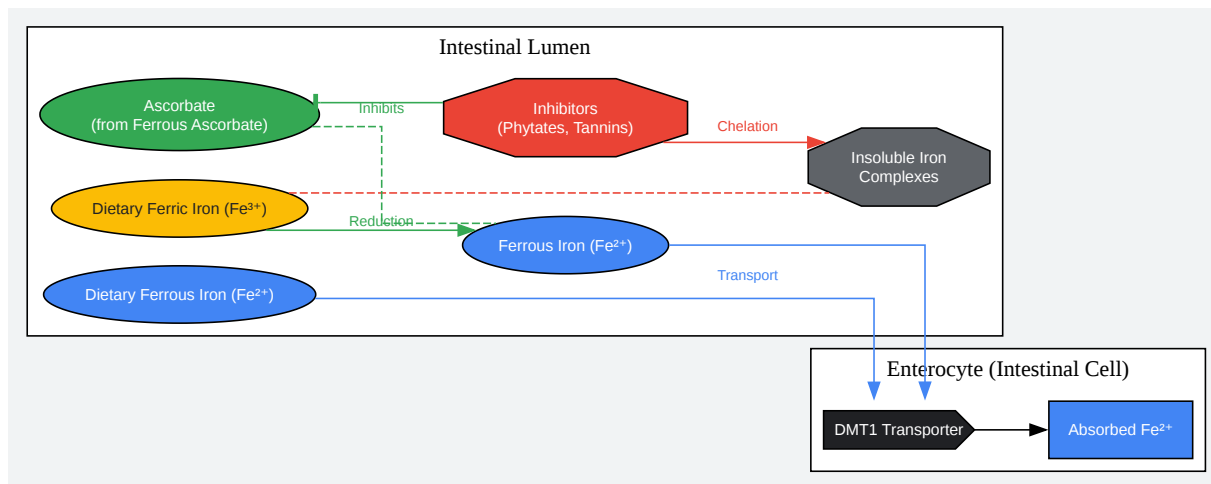 Intestinal Lumen
Ascorbate
(from Ferrous Ascorbate)
Inhibits
Inhibitors
(Phytates, Tannins)
Chelation
Insoluble Iron
Complexes
Dietary Ferric Iron (Fe³⁺)
Reduction
Ferrous Iron (Fe²⁺)
Transport
Dietary Ferrous Iron (Fe²⁺)
Enterocyte (Intestinal Cell)
DMT1 Transporter
Absorbed Fe²⁺